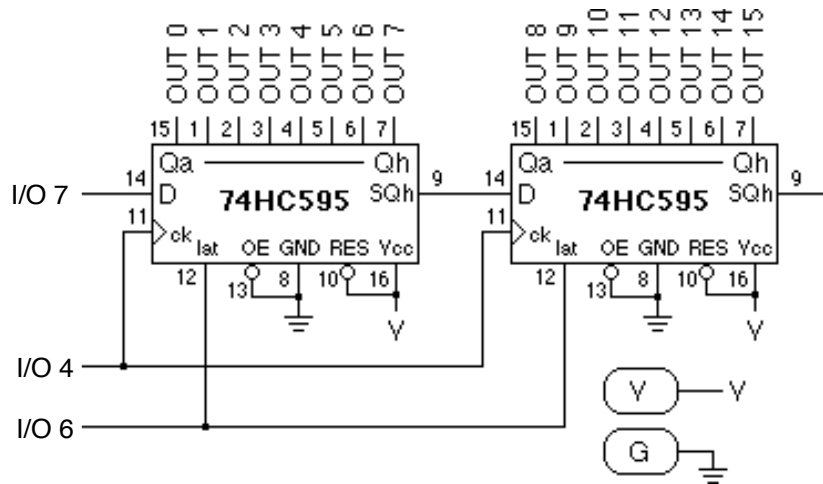 OUT 0 OUT 1 OUT 2 OUT 3 OUT 4 OUT 5 OUT 6 OUT 7 OUT 8 OUT 9 OUT 10 OUT 11 OUT 12 OUT 13 OUT 14 OUT 15
15 1 2 3 4 5 6 7 15 1 2 3 4 5 6 7
Qa Qh Qa Qh
I/O 7 14 D 74HC595 SQh 9 14 D 74HC595 SQh 9
11 ck 11 ck
lat OE GND RES Vcc lat OE GND RES Vcc
12 13 8 10 16 12 13 8 10 16
V V
I/O 4
V V
I/O 6
G